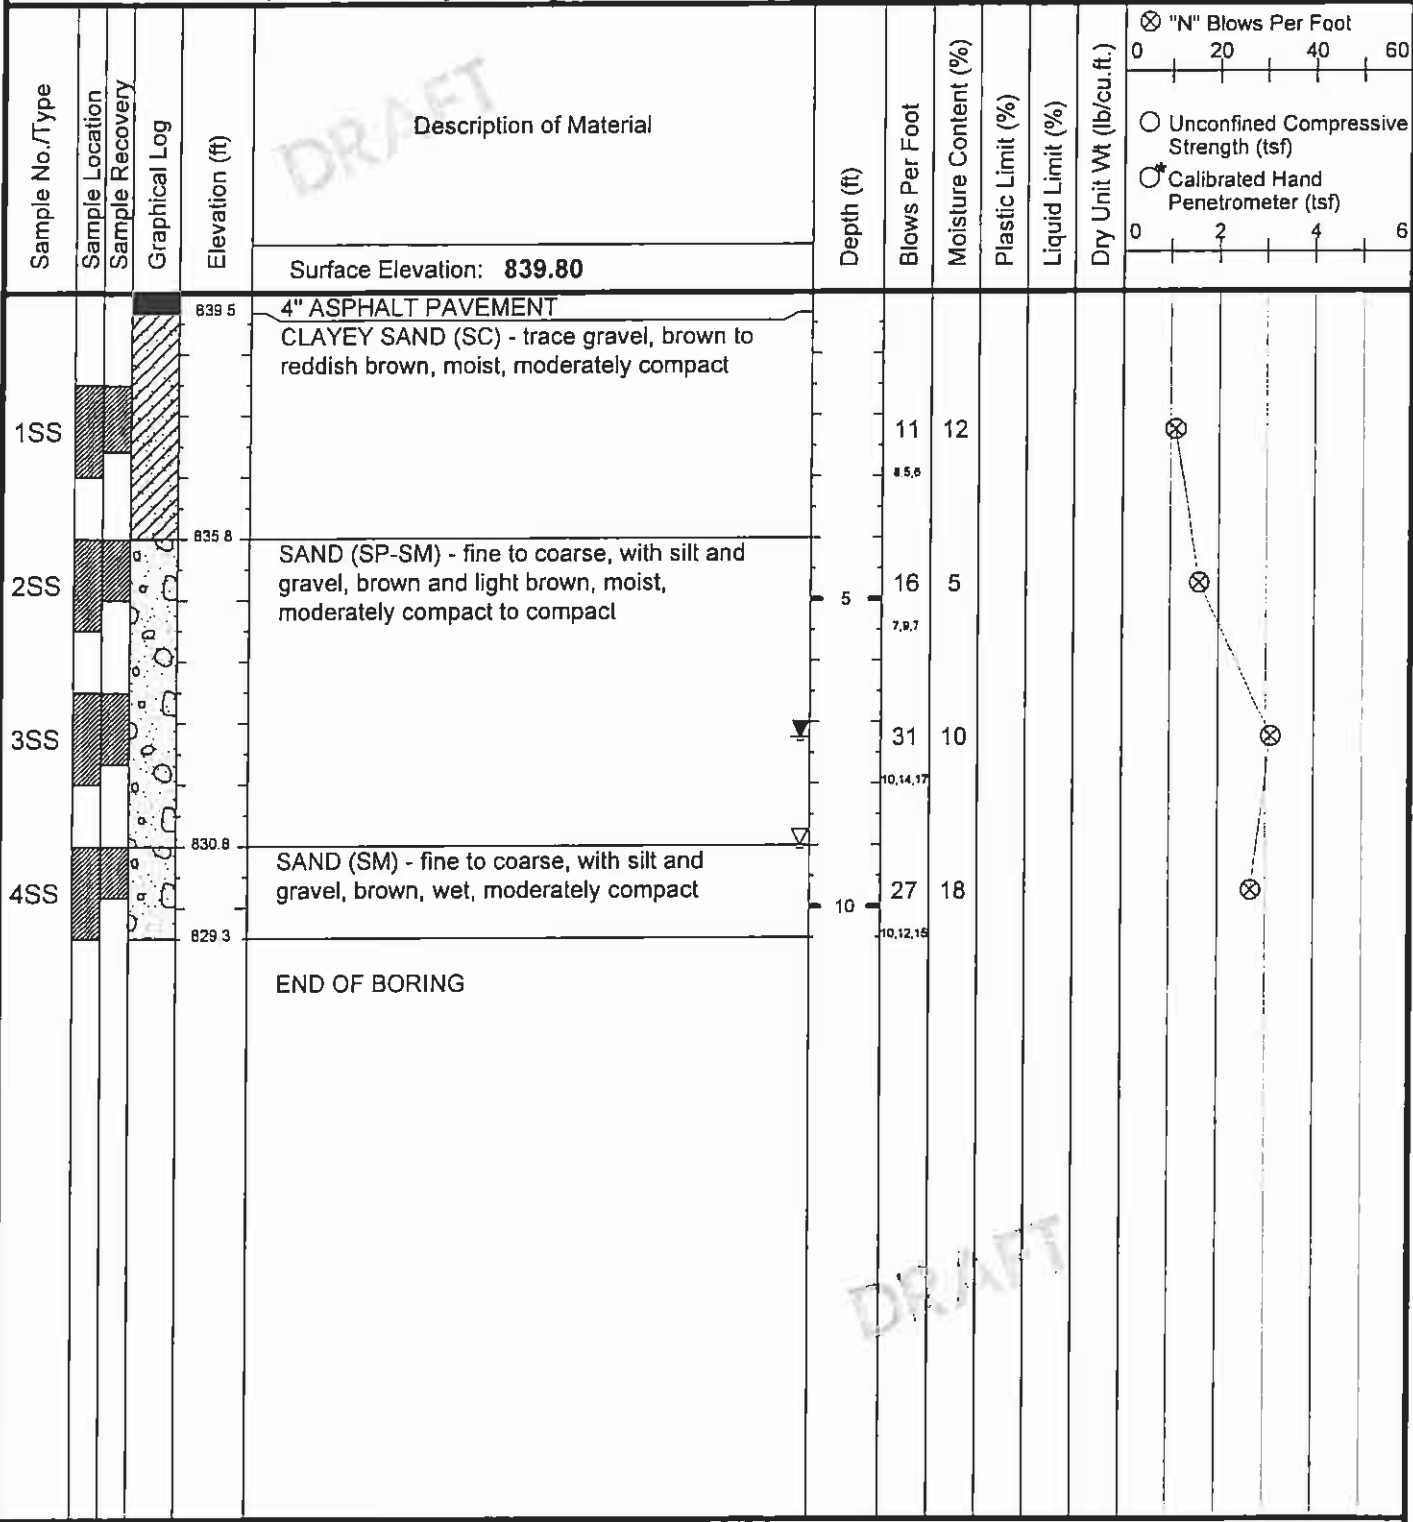 Sample No./Type
Sample Location
Sample Recovery
Graphical Log
Elevation (ft)
DRAFT
Description of Material
Surface Elevation: 839.80
Depth (ft)
Blows Per Foot
Moisture Content (%)
Plastic Limit (%)
Liquid Limit (%)
Dry Unit Wt (lb/cu.ft.)
"N" Blows Per Foot
0 20 40 60
Unconfined Compressive
Strength (tsf)
* Calibrated Hand
Penetrometer (tsf)
0 2 4 6
839.5
4" ASPHALT PAVEMENT
CLAYEY SAND (SC) - trace gravel, brown to
reddish brown, moist, moderately compact
1SS
11 12
8,5,6
835.8
SAND (SP-SM) - fine to coarse, with silt and
gravel, brown and light brown, moist,
moderately compact to compact
2SS
5
16 5
7,9,7
3SS
31 10
10,14,17
830.8
SAND (SM) - fine to coarse, with silt and
gravel, brown, wet, moderately compact
4SS
10
27 18
10,12,15
829.3
END OF BORING
DRAFT